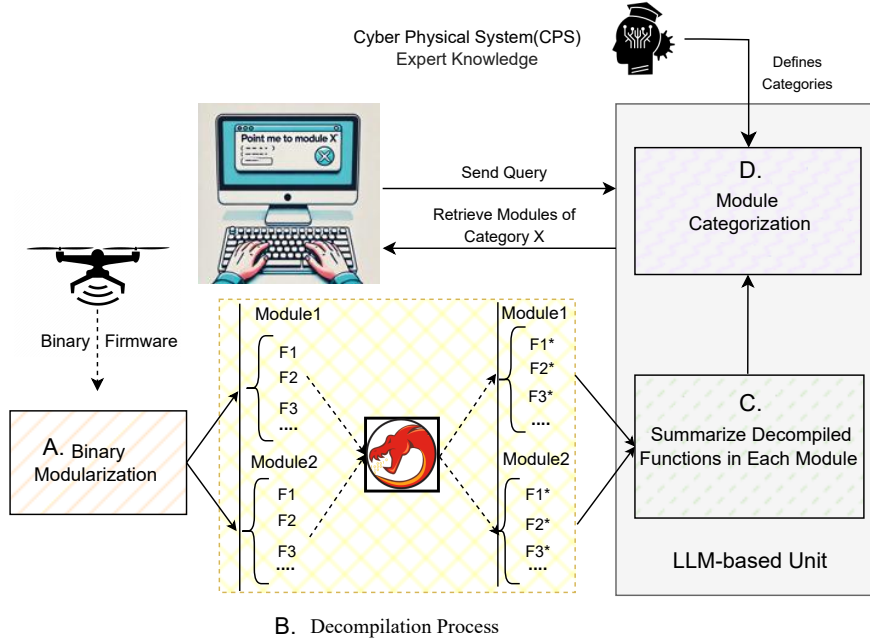 Cyber Physical System(CPS)
Expert Knowledge
Defines
Categories
Point me to module X
Send Query
Retrieve Modules of
Category X
D.
Module
Categorization
Binary Firmware
A. Binary
Modularization
Module1
F1
F2
F3
....
Module2
F1
F2
F3
....
Module1
F1*
F2*
F3*
....
Module2
F1*
F2*
F3*
....
C.
Summarize Decompiled
Functions in Each Module
LLM-based Unit
B. Decompilation Process